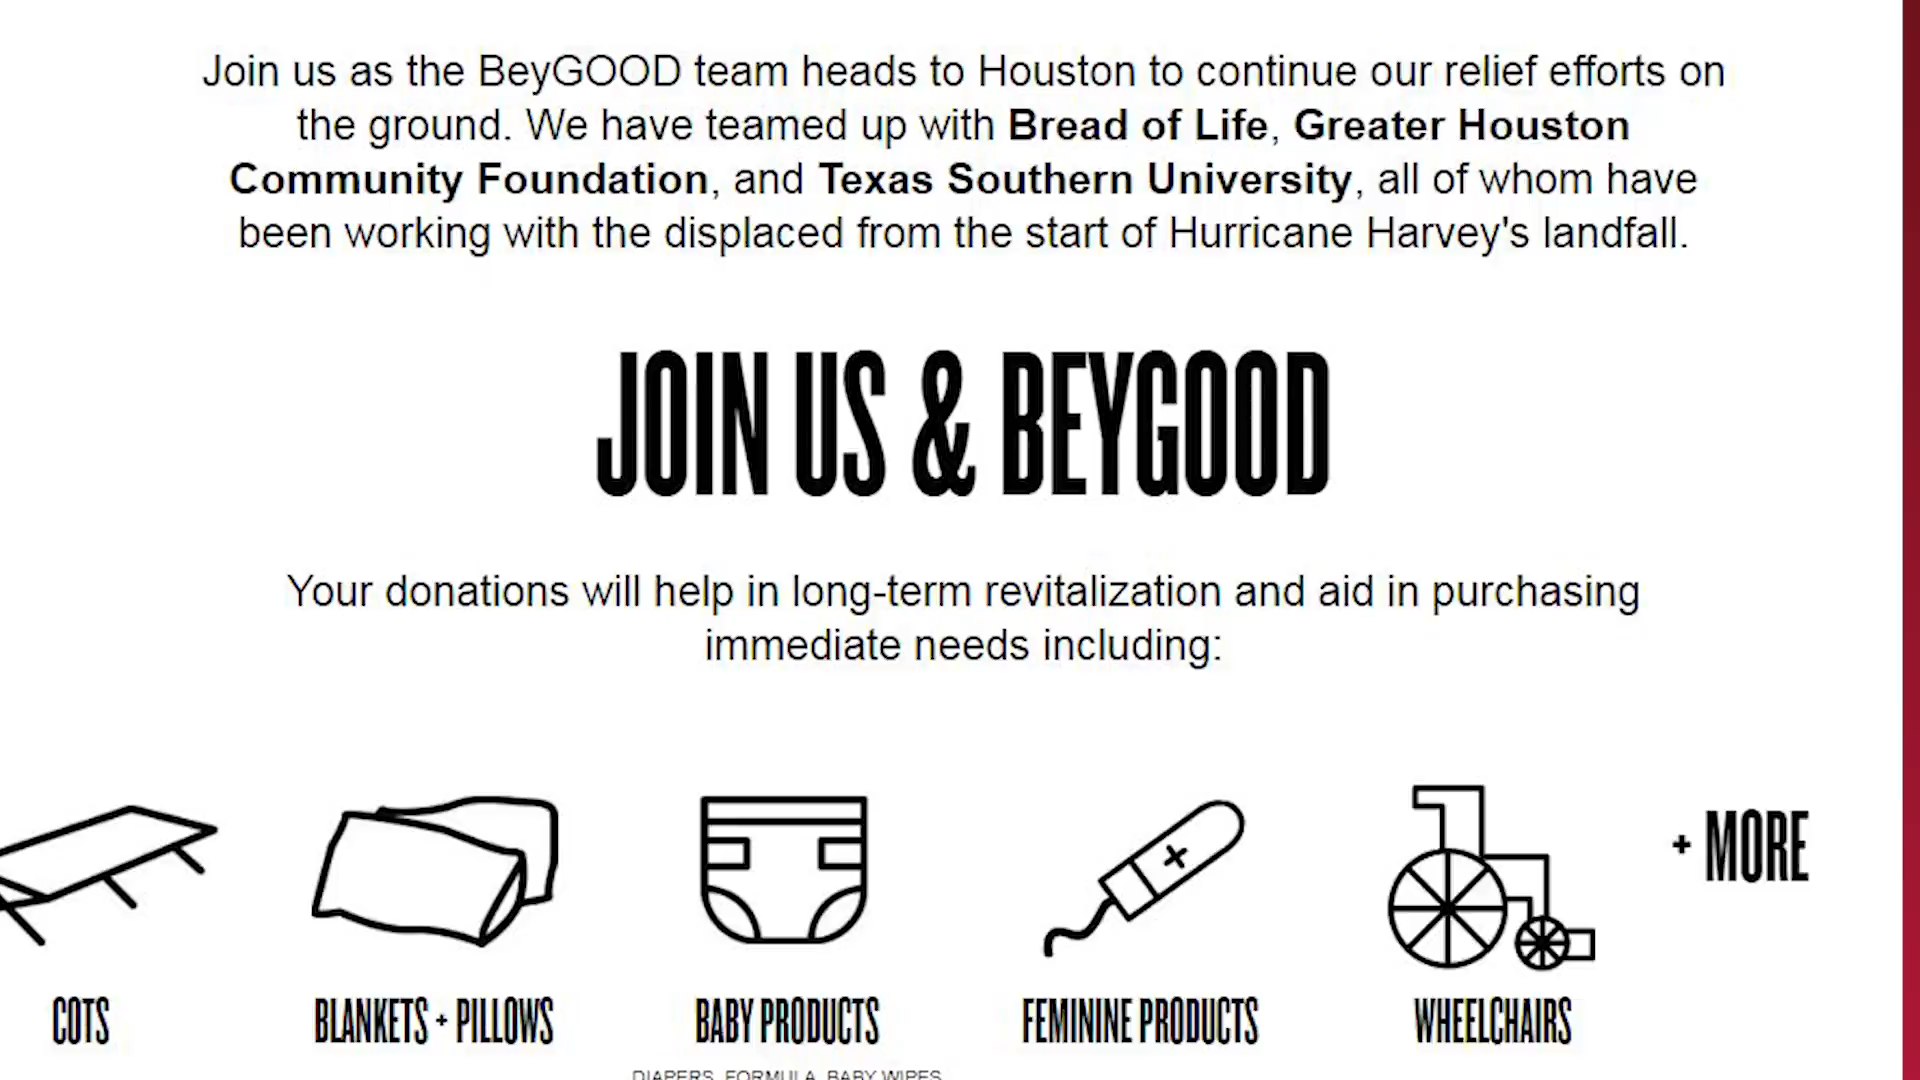 Join us as the BeyGOOD team heads to Houston to continue our relief efforts on
the ground. We have teamed up with Bread of Life, Greater Houston
Community Foundation, and Texas Southern University, all of whom have
been working with the displaced from the start of Hurricane Harvey's landfall.
JOIN US & BEYGOOD
Your donations will help in long-term revitalization and aid in purchasing
immediate needs including:
+ MORE
COTS
BLANKETS + PILLOWS
BABY PRODUCTS
FEMININE PRODUCTS
WHEELCHAIRS
DIAPERS, FORMULA, BABY WIPES